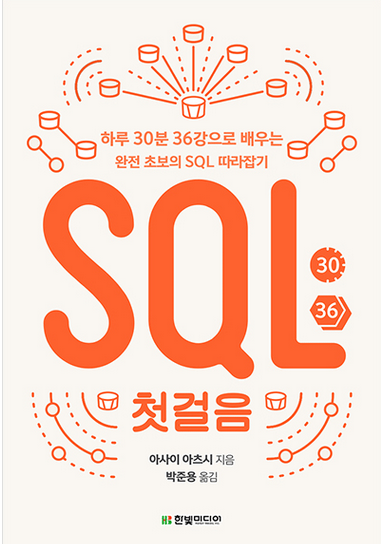 하루 30분 36강으로 배우는
완전 초보의 SQL 따라잡기
SQL
30
36
첫걸음
아사이 아츠시 지음
박준용 옮김
한빛미디어